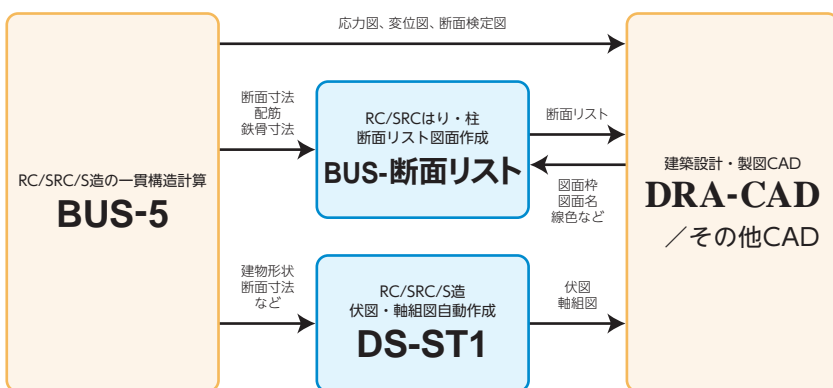 応力図、変位図、断面検定図
RC/SRC/S造の一貫構造計算
BUS-5
断面寸法
配筋
鉄骨寸法
RC/SRCはり・柱
断面リスト図面作成
BUS-断面リスト
断面リスト
図面枠
図面名
線色など
建物形状
断面寸法
など
RC/SRC/S造
伏図・軸組図自動作成
DS-ST1
伏図
軸組図
建築設計・製図CAD
DRA-CAD
／その他CAD